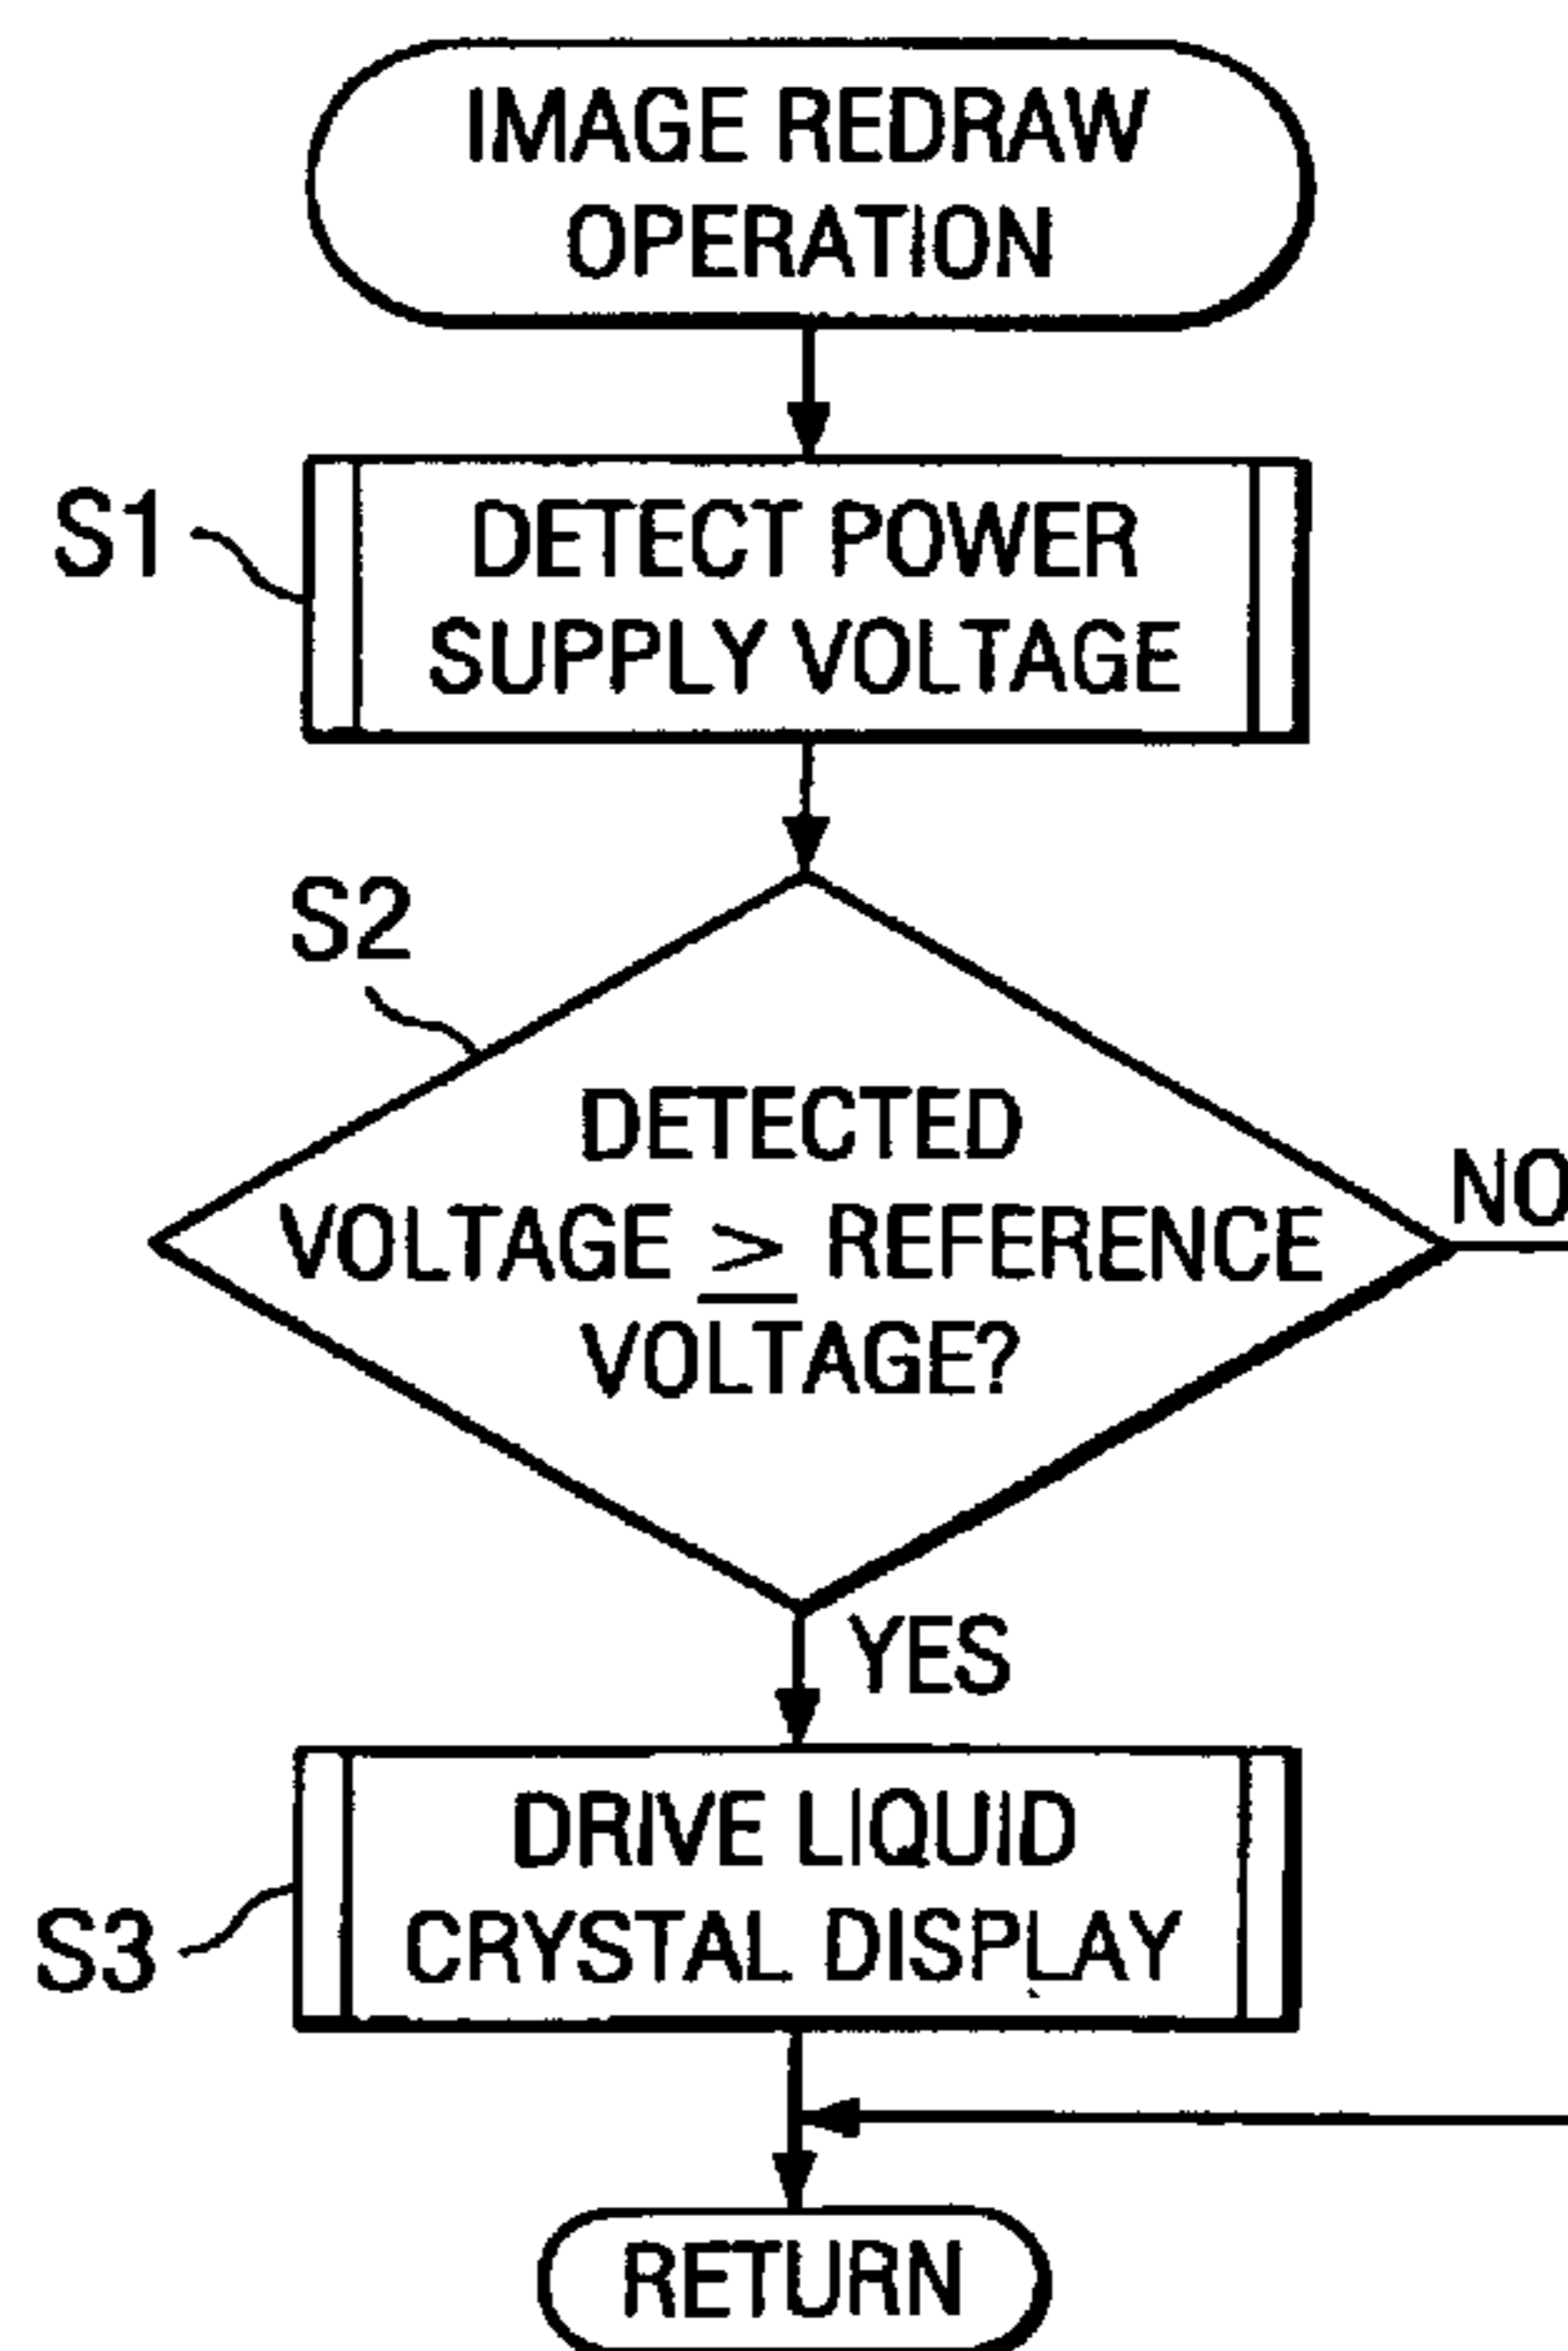 IMAGE REDRAW
OPERATION
S1
DETECT POWER
SUPPLY VOLTAGE
S2
DETECTED
VOLTAGE ≥ REFERENCE
VOLTAGE?
NO
YES
DRIVE LIQUID
CRYSTAL DISPLAY
S3
RETURN